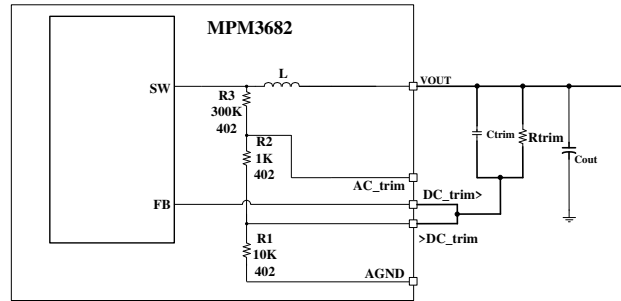 MPM3682
L
SW
VOUT
R3
300K
402
Ctrim
Rtrim
R2
1K
402
Cout
AC_trim
FB
DC_trim>
>DC_trim
R1
10K
402
AGND